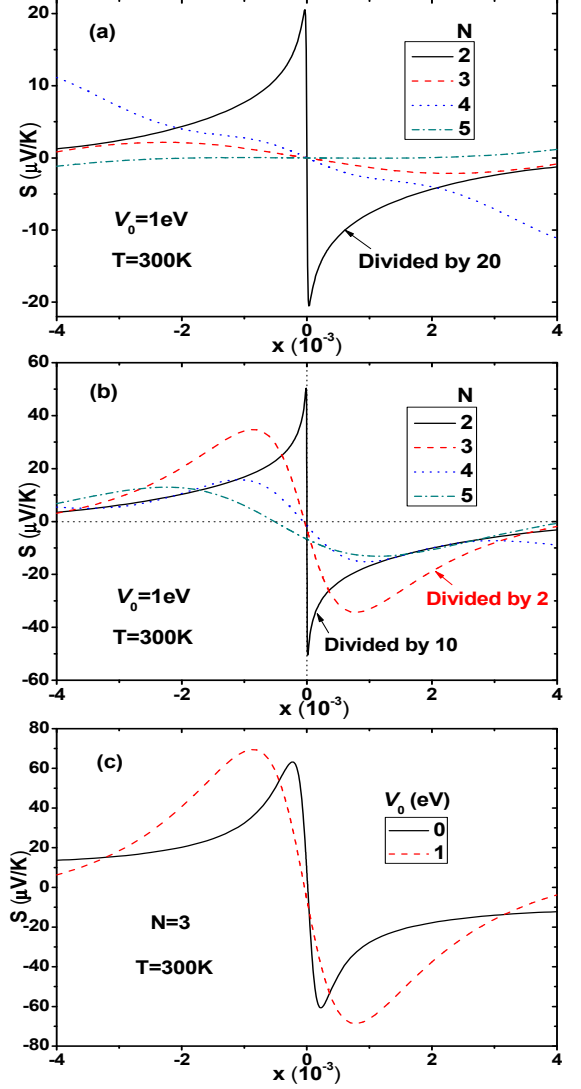 20
10
0
-10
-20
S (μV/K)
(a)
N
2
3
4
5
V₀=1eV
T=300K
Divided by 20
-4
-2
0
2
4
x (10⁻³)
60
40
20
0
-20
-40
-60
S (μV/K)
(b)
N
2
3
4
5
V₀=1eV
T=300K
Divided by 2
Divided by 10
-4
-2
0
2
4
x (10⁻³)
80
60
40
20
0
-20
-40
-60
-80
S (μV/K)
(c)
V₀ (eV)
0
1
N=3
T=300K
-4
-2
0
2
4
x (10⁻³)